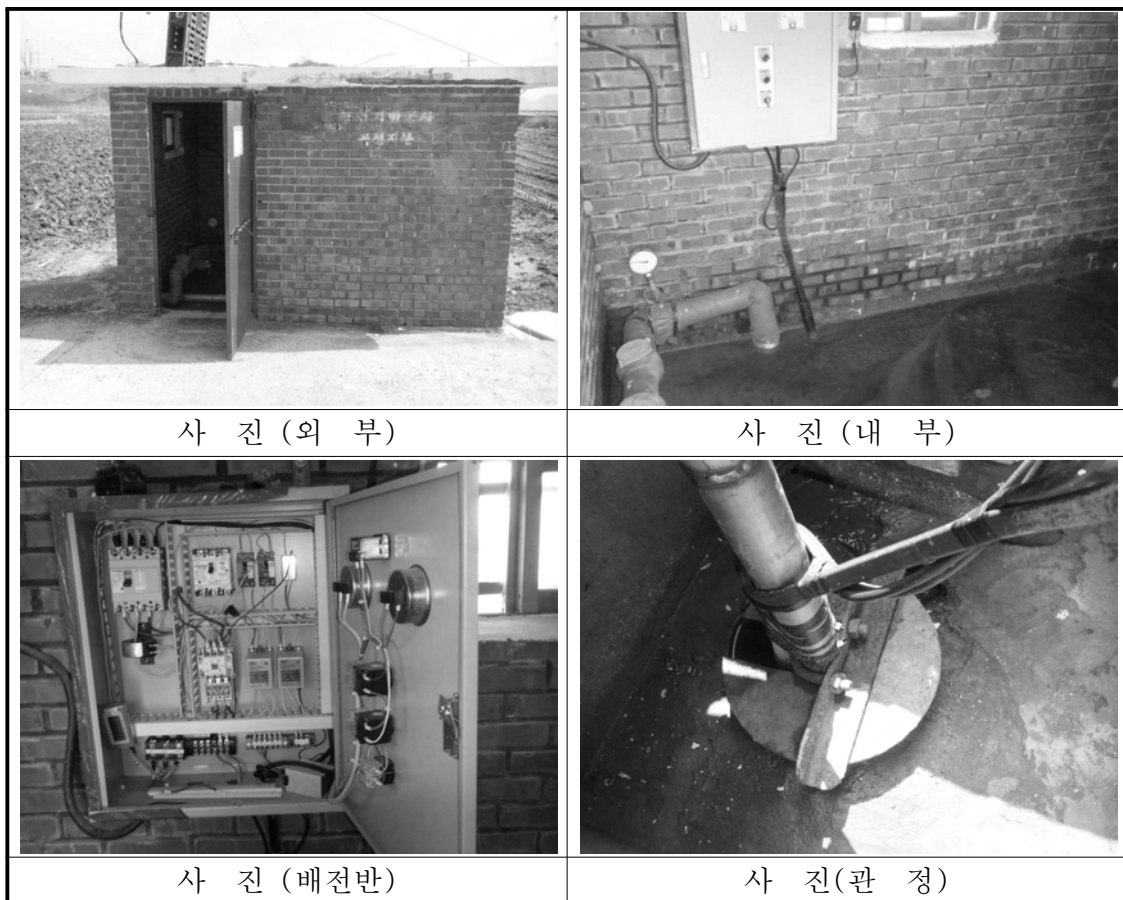 사 진 (외 부)
사 진 (내 부)
사 진 (배전반)
사 진(관 정)